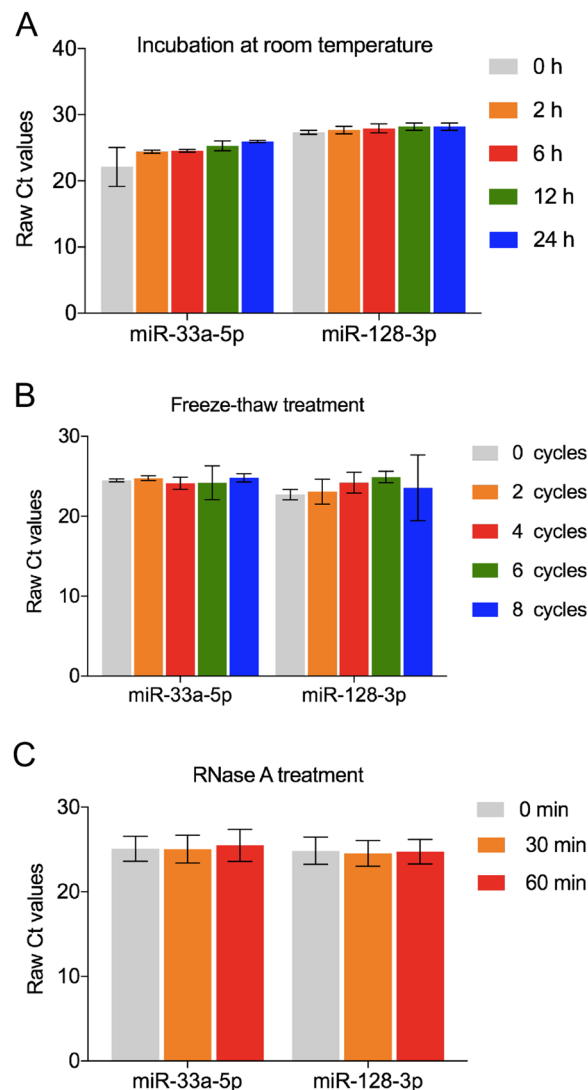 A
Incubation at room temperature
Raw Ct values
40
30
20
10
0
miR-33a-5p
miR-128-3p
0 h
2 h
6 h
12 h
24 h
B
Freeze-thaw treatment
Raw Ct values
30
20
10
0
miR-33a-5p
miR-128-3p
0 cycles
2 cycles
4 cycles
6 cycles
8 cycles
C
RNase A treatment
Raw Ct values
30
20
10
0
miR-33a-5p
miR-128-3p
0 min
30 min
60 min